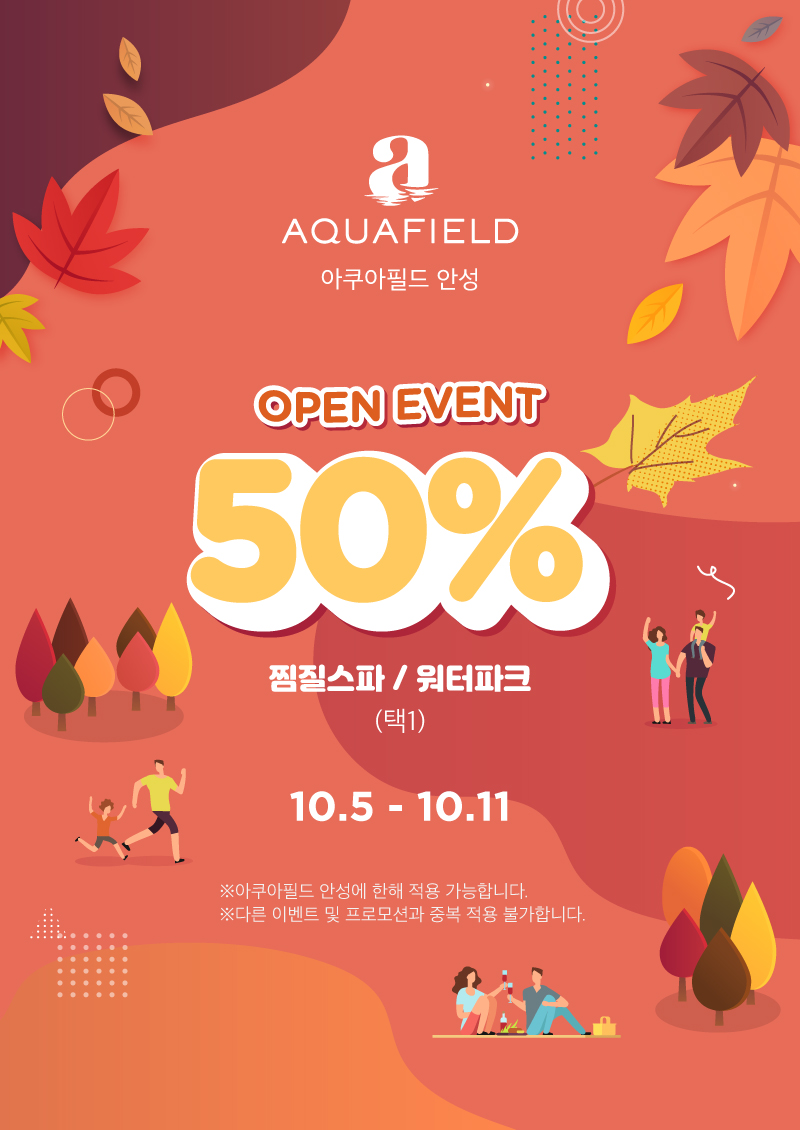 a
AQUAFIELD
아쿠아필드 안성
OPEN EVENT
50%
찜질스파 / 워터파크
(택1)
10.5 - 10.11
※아쿠아필드 안성에 한해 적용 가능합니다.
※다른 이벤트 및 프로모션과 중복 적용 불가합니다.